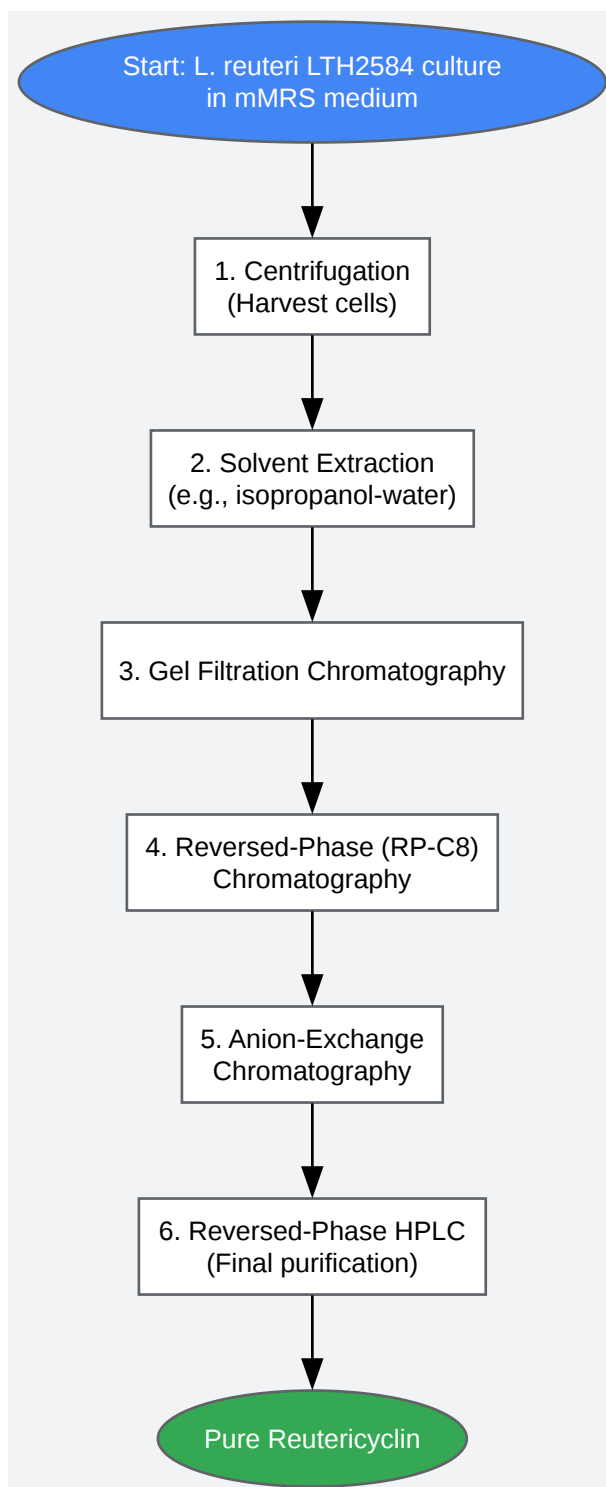 Start: L. reuteri LTH2584 culture
in mMRS medium
1. Centrifugation
(Harvest cells)
2. Solvent Extraction
(e.g., isopropanol-water)
3. Gel Filtration Chromatography
4. Reversed-Phase (RP-C8)
Chromatography
5. Anion-Exchange
Chromatography
6. Reversed-Phase HPLC
(Final purification)
Pure Reutericyclin